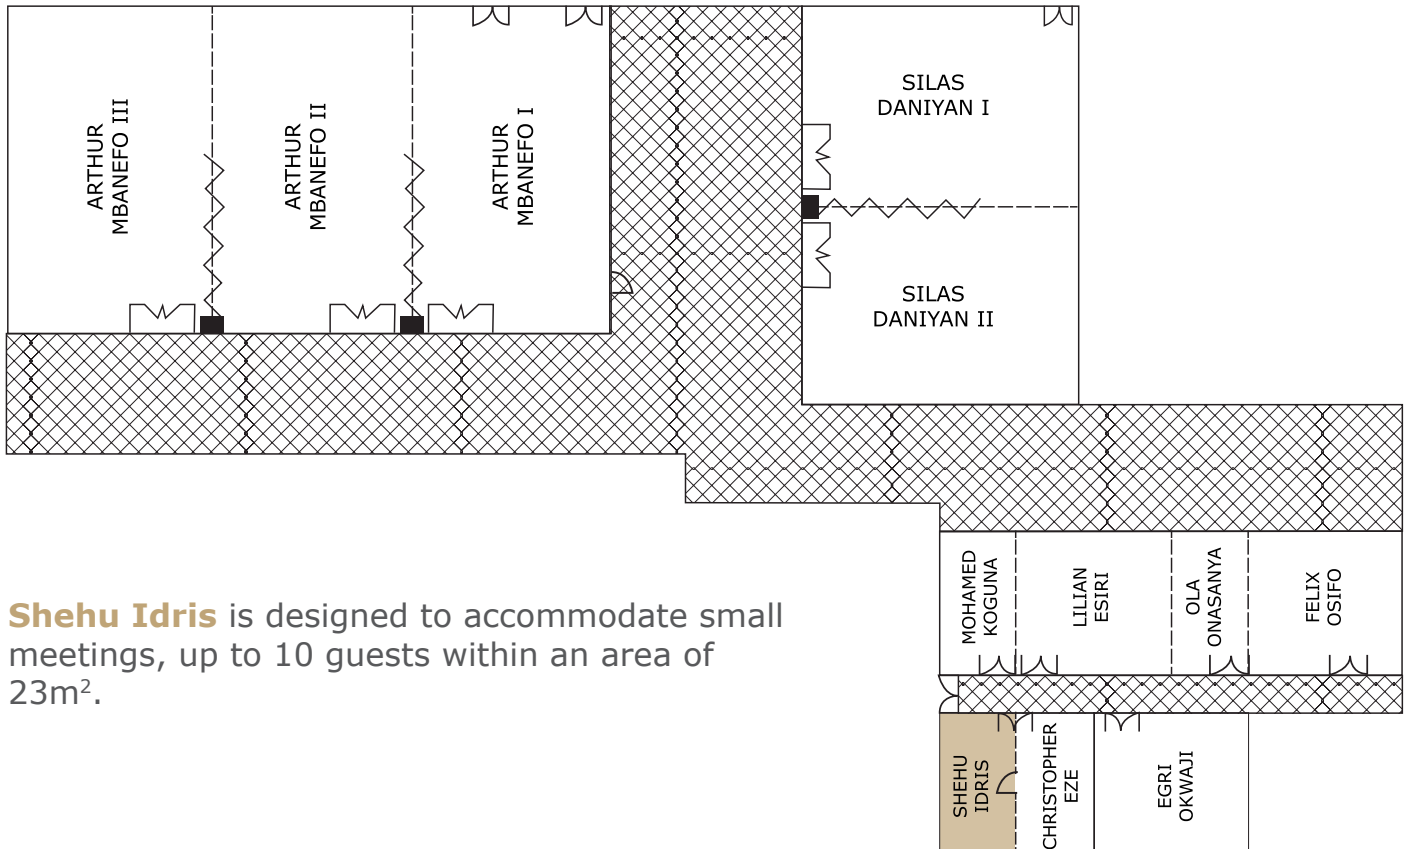 ARTHUR
MBANEFO III
ARTHUR
MBANEFO II
ARTHUR
MBANEFO I
SILAS
DANIYAN I
SILAS
DANIYAN II
MOHAMED
KOGUNA
LILIAN
ESIRI
OLA
ONASANYA
FELIX
OSIFO
Shehu Idris is designed to accommodate small
meetings, up to 10 guests within an area of
23m².
SHEHU
IDRIS
CHRISTOPHER
EZE
EGRI
OKWAJI